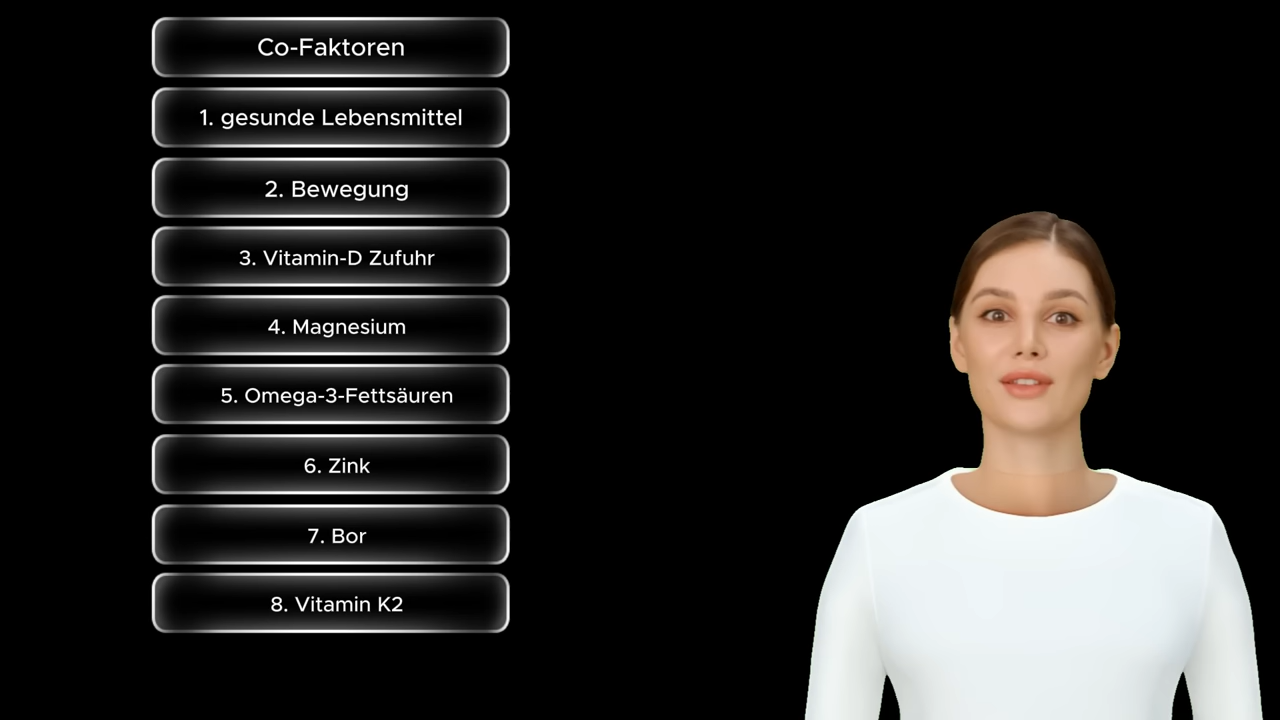 Co-Faktoren
1. gesunde Lebensmittel
2. Bewegung
3. Vitamin-D Zufuhr
4. Magnesium
5. Omega-3-Fettsäuren
6. Zink
7. Bor
8. Vitamin K2